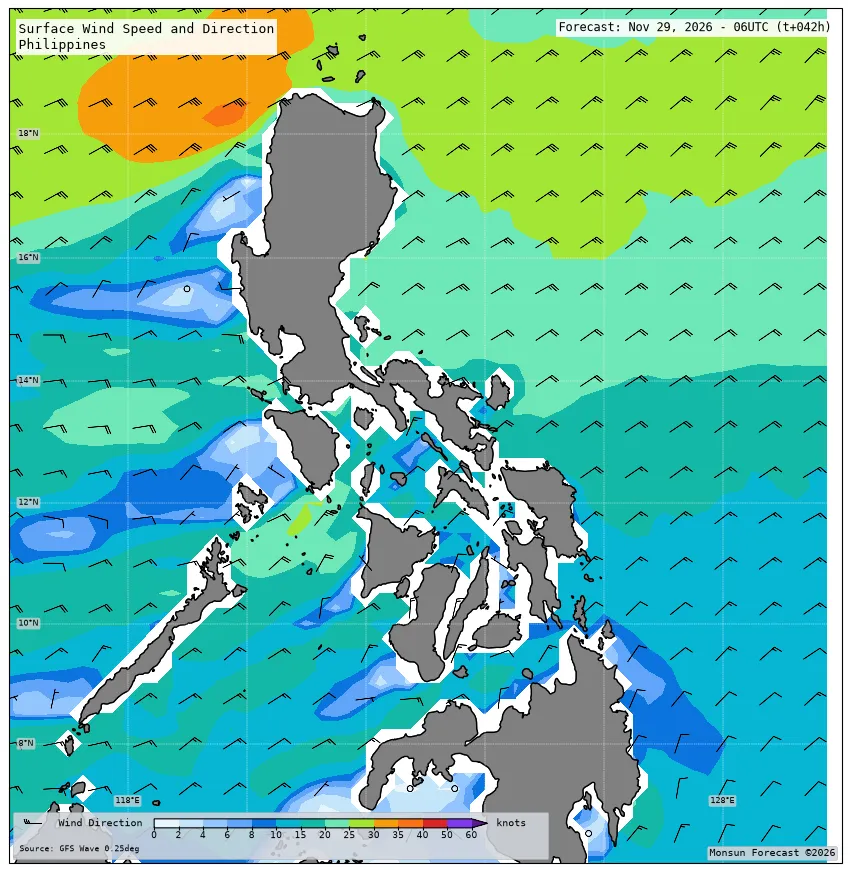 Surface Wind Speed and Direction
Philippines
Forecast: Nov 29, 2026 - 06UTC (t+042h)
18°N
16°N
14°N
12°N
10°N
8°N
118°E
128°E
Wind Direction
0 2 4 6 8 10 15 20 25 30 35 40 50 60
knots
Source: GFS Wave 0.25deg
Monsun Forecast ©2026